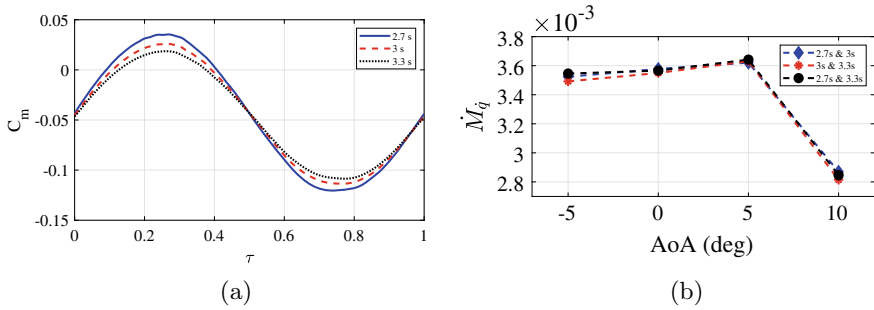 0.05
0
-0.05
-0.1
-0.15
C_m
0 0.2 0.4 0.6 0.8 1
τ
2.7 s
3 s
3.3 s
(a)
×10^-3
3.8
3.6
3.4
3.2
3
2.8
Ṁ_q̇
-5 0 5 10
AoA (deg)
2.7s & 3s
3s & 3.3s
2.7s & 3.3s
(b)